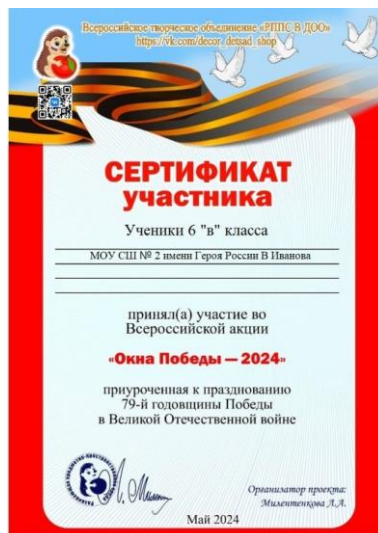 Всероссийское творческое объединение «РППС В ДОО»
https://vk.com/decor_detsad_shop
СЕРТИФИКАТ
участника
Ученики 6 "в" класса
МОУ СШ № 2 имени Героя России В Иванова
принял(а) участие во
Всероссийской акции
«Окна Победы — 2024»
приуроченная к празднованию
79-й годовщины Победы
в Великой Отечественной войне
Организатор проекта:
Милентенкова Л.А.
Май 2024